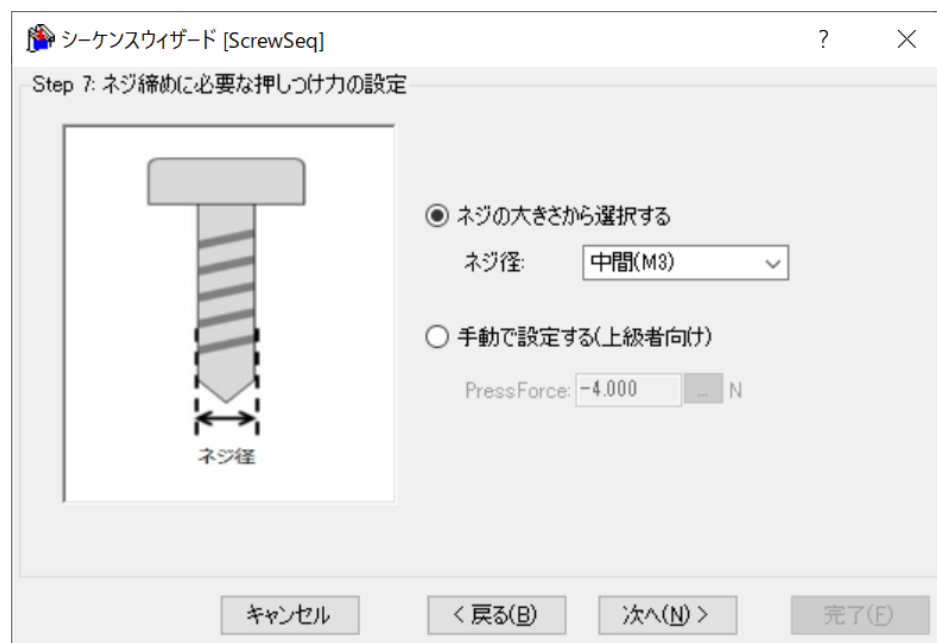 シーケンスウィザード [ScrewSeq]
Step 7: ネジ締めに必要な押しつけ力の設定
ネジの大きさから選択する
ネジ径: 中間(M3)
手動で設定する(上級者向け)
PressForce: -4.000 ... N
ネジ径
キャンセル < 戻る(B) 次へ(N) > 完了(F)